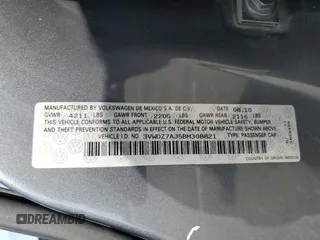 MFD BY VOLKSWAGEN DE MEXICO S.A. DE C.V. DATE 08.10
GVWR 4211 LBS GAWR FRONT 2205 LBS GAWR REAR 2116 LBS
THIS VEHICLE CONFORMS TO ALL APPLICABLE FEDERAL MOTOR VEHICLE SAFETY, BUMPER,
AND THEFT PREVENTION STANDARDS IN EFFECT ON THE DATE OF MANUFACTURE SHOWN ABOVE.
VEHICLE IDENT. NO.: 3VWDZ7AJ5BM308821 TYPE: PASSENGER CAR
DREAMBID